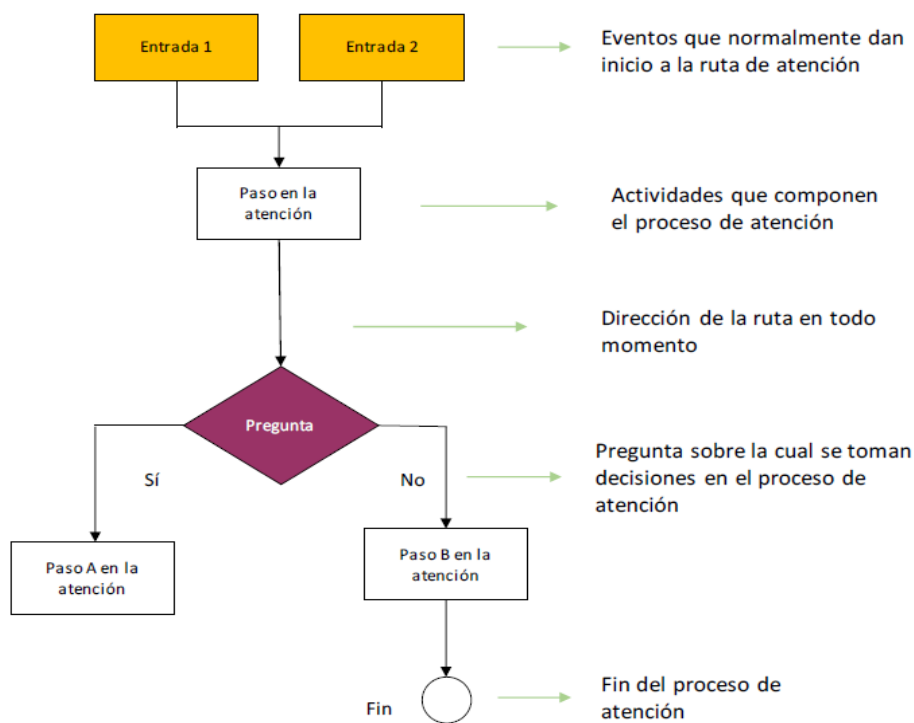 Entrada 1
Entrada 2
Eventos que normalmente dan
inicio a la ruta de atención
Paso en la
atención
Actividades que componen
el proceso de atención
Dirección de la ruta en todo
momento
Pregunta
Pregunta sobre la cual se toman
decisiones en el proceso de
atención
Sí
No
Paso A en la
atención
Paso B en la
atención
Fin
Fin del proceso de
atención